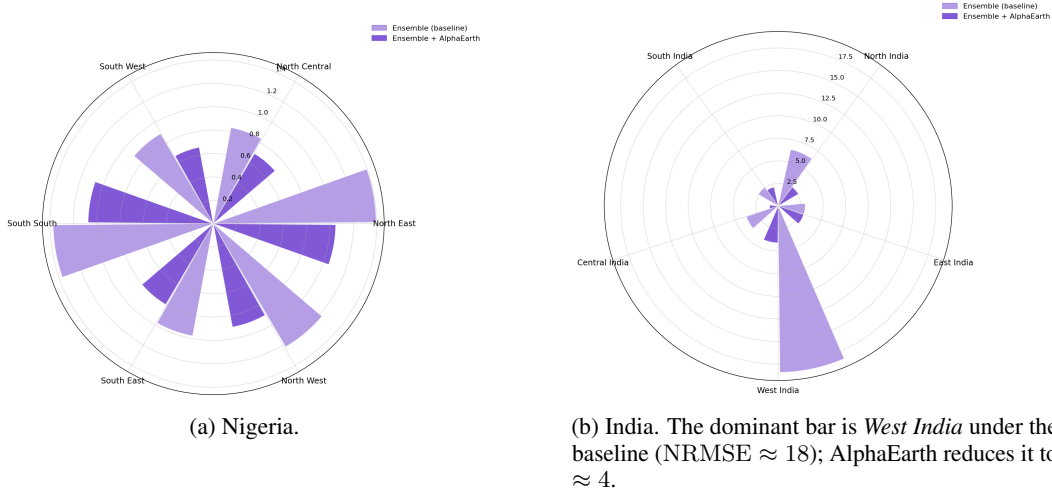 Ensemble (baseline)
Ensemble + AlphaEarth
South West
North Central
1.4
1.2
1.0
0.8
0.6
0.4
0.2
South South
North East
South East
North West
(a) Nigeria.
Ensemble (baseline)
Ensemble + AlphaEarth
South India
North India
17.5
15.0
12.5
10.0
7.5
5.0
2.5
Central India
East India
West India
(b) India. The dominant bar is West India under the
baseline (NRMSE ≈ 18); AlphaEarth reduces it to
≈ 4.